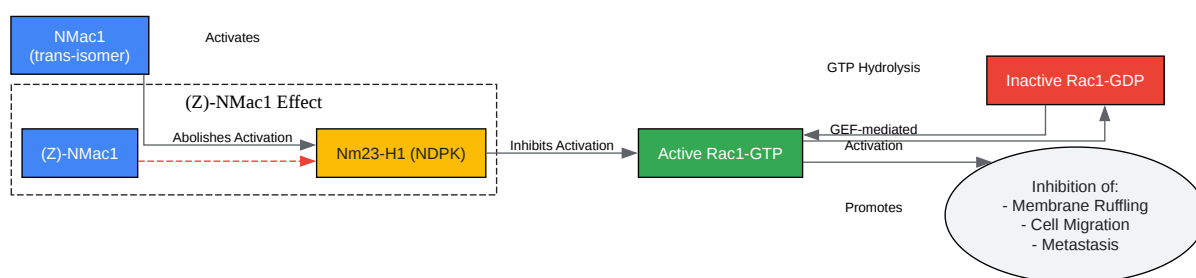 NMac1
(trans-isomer)
Activates
GTP Hydrolysis
Inactive Rac1-GDP
(Z)-NMac1 Effect
(Z)-NMac1
Abolishes Activation
Nm23-H1 (NDPK)
Inhibits Activation
Active Rac1-GTP
GEF-mediated
Activation
Promotes
Inhibition of:
- Membrane Ruffling
- Cell Migration
- Metastasis